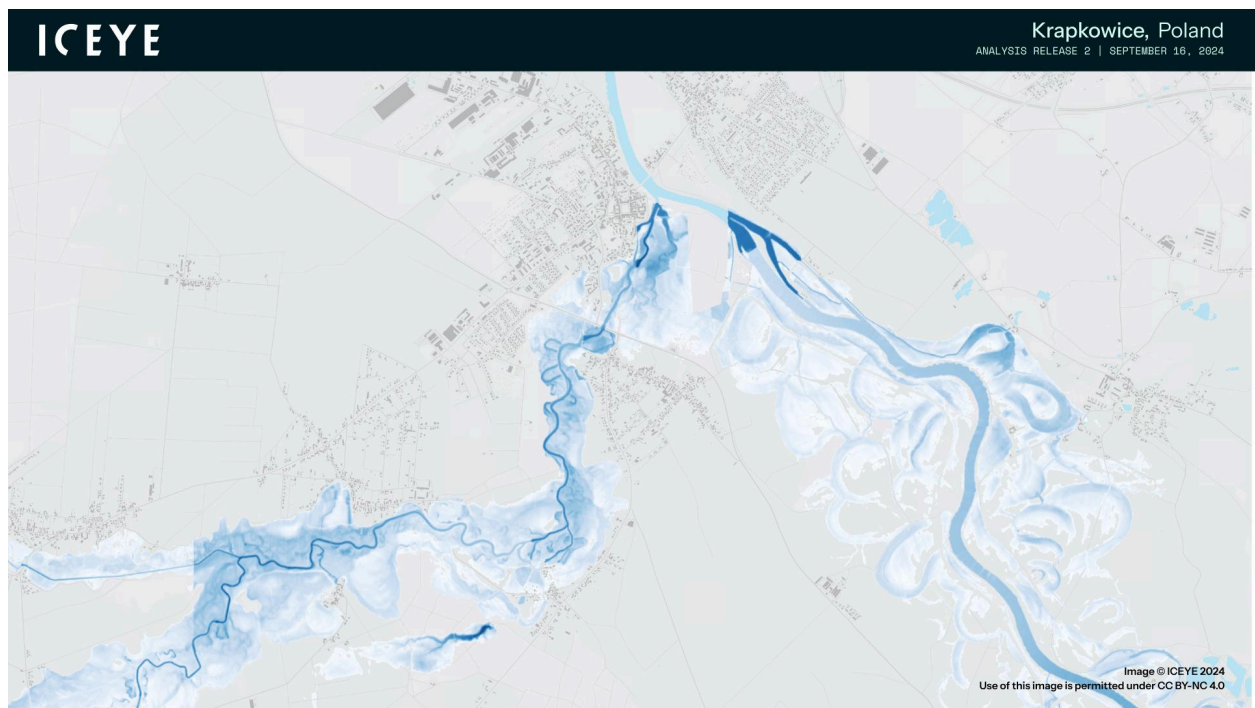 ICEYE
Krapkowice, Poland
ANALYSIS RELEASE 2 | SEPTEMBER 16, 2024
Image © ICEYE 2024
Use of this image is permitted under CC BY-NC 4.0